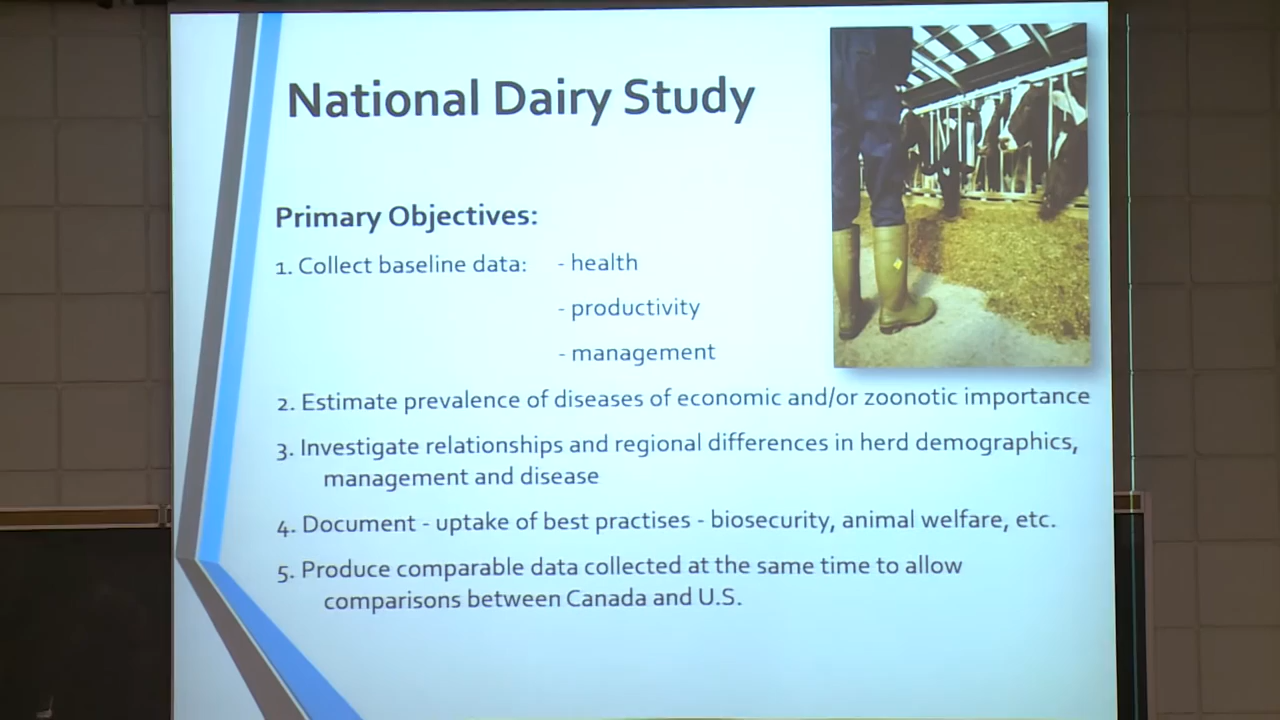 National Dairy Study
Primary Objectives:
1. Collect baseline data: - health
- productivity
- management
2. Estimate prevalence of diseases of economic and/or zoonotic importance
3. Investigate relationships and regional differences in herd demographics,
management and disease
4. Document - uptake of best practises - biosecurity, animal welfare, etc.
5. Produce comparable data collected at the same time to allow
comparisons between Canada and U.S.